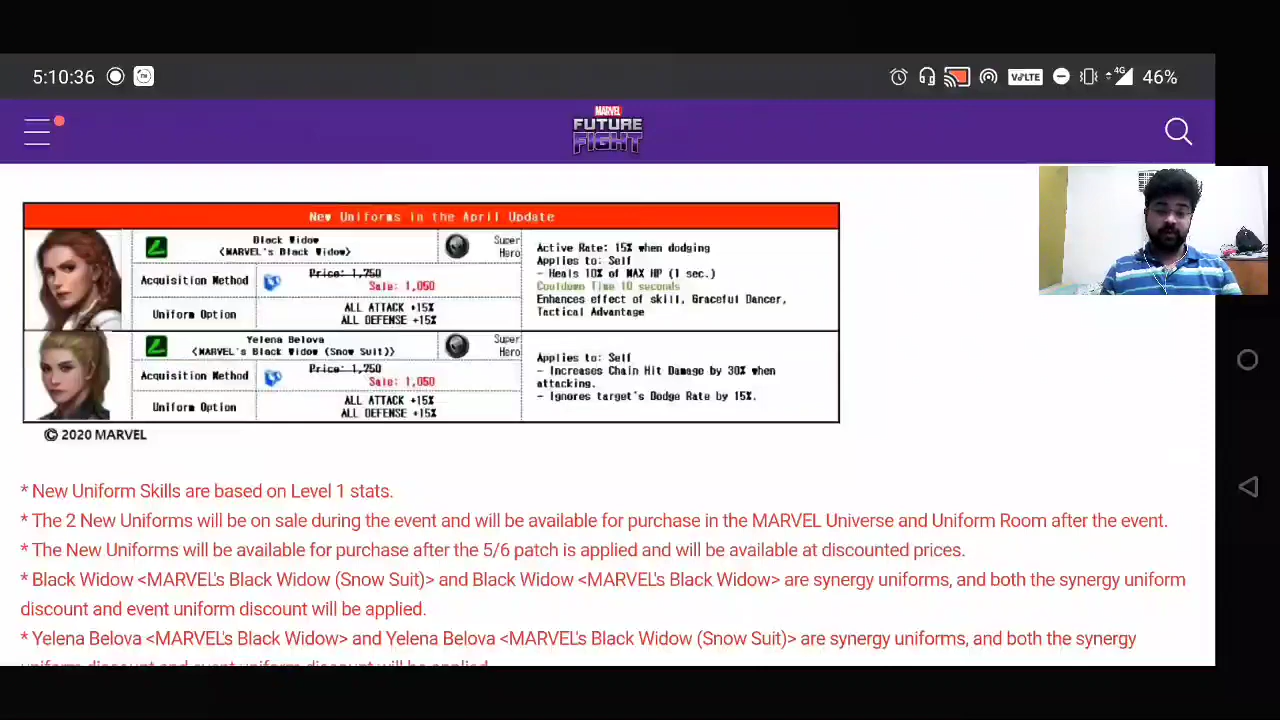 5:10:36
VoLTE
4G
46%
MARVEL
FUTURE
FIGHT
New Uniforms in the April Update
Black Widow
<MARVEL's Black Widow>
Super
Hero
Acquisition Method
Price: 1,750
Sale: 1,050
Uniform Option
ALL ATTACK +15%
ALL DEFENSE +15%
Active Rate: 15% when dodging
Applies to: Self
- Heals 10% of MAX HP (1 sec.)
Cooldown Time 10 seconds
Enhances effect of skill, Graceful Dancer,
Tactical Advantage
Yelena Belova
<MARVEL's Black Widow (Snow Suit)>
Super
Hero
Acquisition Method
Price: 1,750
Sale: 1,050
Uniform Option
ALL ATTACK +15%
ALL DEFENSE +15%
Applies to: Self
- Increases Chain Hit Damage by 30% when
attacking.
- Ignores target's Dodge Rate by 15%.
© 2020 MARVEL
* New Uniform Skills are based on Level 1 stats.
* The 2 New Uniforms will be on sale during the event and will be available for purchase in the MARVEL Universe and Uniform Room after the event.
* The New Uniforms will be available for purchase after the 5/6 patch is applied and will be available at discounted prices.
* Black Widow <MARVEL's Black Widow (Snow Suit)> and Black Widow <MARVEL's Black Widow> are synergy uniforms, and both the synergy uniform
discount and event uniform discount will be applied.
* Yelena Belova <MARVEL's Black Widow> and Yelena Belova <MARVEL's Black Widow (Snow Suit)> are synergy uniforms, and both the synergy
uniform discount and event uniform discount will be applied.